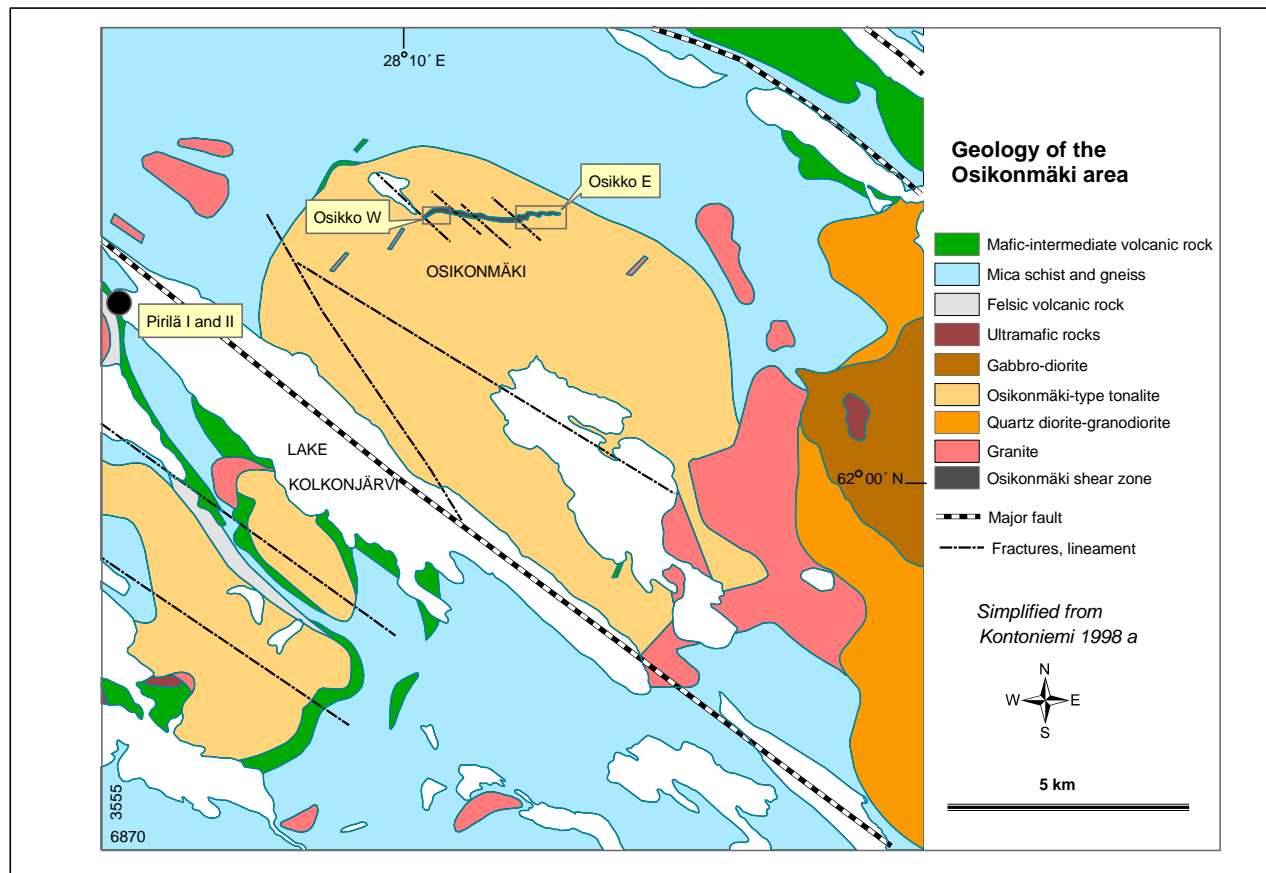 28° 10´ E
Osikko E
Osikko W
OSIKONMÄKI
Pirilä I and II
LAKE
KOLKONJÄRVI
62° 00´ N
3555
6870
Geology of the
Osikonmäki area
Mafic-intermediate volcanic rock
Mica schist and gneiss
Felsic volcanic rock
Ultramafic rocks
Gabbro-diorite
Osikonmäki-type tonalite
Quartz diorite-granodiorite
Granite
Osikonmäki shear zone
Major fault
Fractures, lineament
Simplified from
Kontoniemi 1998 a
N
W E
S
5 km